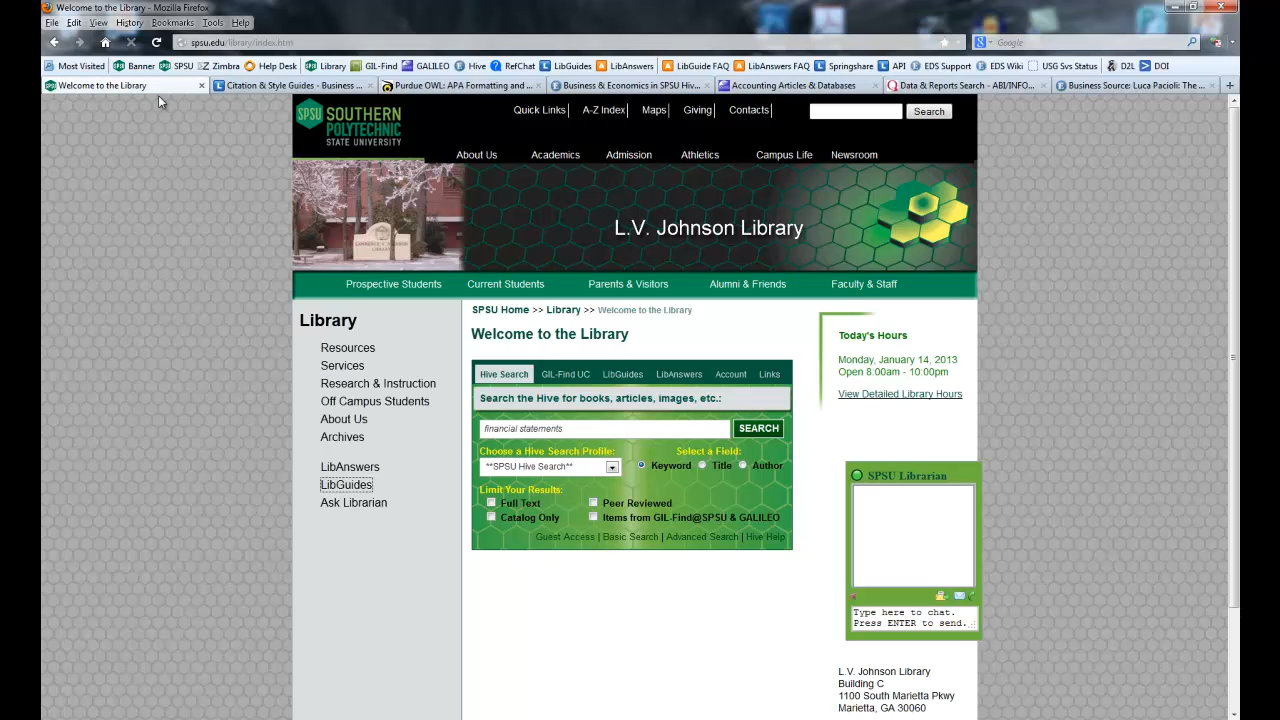 Welcome to the Library - Mozilla Firefox
File Edit View History Bookmarks Tools Help
spsu.edu/library/index.htm
Google
Most Visited Banner SPSU Zimbra Help Desk Library GIL-Find GALILEO Hive RefChat LibGuides LibAnswers LibGuide FAQ LibAnswers FAQ Springshare API EDS Support EDS Wiki USG Svs Status D2L DOI
Welcome to the Library
Citation & Style Guides - Business ...
Purdue OWL: APA Formatting and ...
Business & Economics in SPSU Hiv...
Accounting Articles & Databases
Data & Reports Search - ABI/INFO...
Business Source: Luca Pacioli: The ...
SPSU
SOUTHERN
POLYTECHNIC
STATE UNIVERSITY
Quick Links A-Z Index Maps Giving Contacts
Search
About Us Academics Admission Athletics Campus Life Newsroom
L.V. Johnson Library
Prospective Students Current Students Parents & Visitors Alumni & Friends Faculty & Staff
Library
Resources
Services
Research & Instruction
Off Campus Students
About Us
Archives
LibAnswers
LibGuides
Ask Librarian
SPSU Home >> Library >> Welcome to the Library
Welcome to the Library
Hive Search GIL-Find UC LibGuides LibAnswers Account Links
Search the Hive for books, articles, images, etc.:
financial statements
SEARCH
Choose a Hive Search Profile: Select a Field:
**SPSU Hive Search** Keyword Title Author
Limit Your Results:
Full Text Peer Reviewed
Catalog Only Items from GIL-Find@SPSU & GALILEO
Guest Access | Basic Search | Advanced Search | Hive Help
Today's Hours
Monday, January 14, 2013
Open 8:00am - 10:00pm
View Detailed Library Hours
SPSU Librarian
Type here to chat.
Press ENTER to send.
L.V. Johnson Library
Building C
1100 South Marietta Pkwy
Marietta, GA 30060